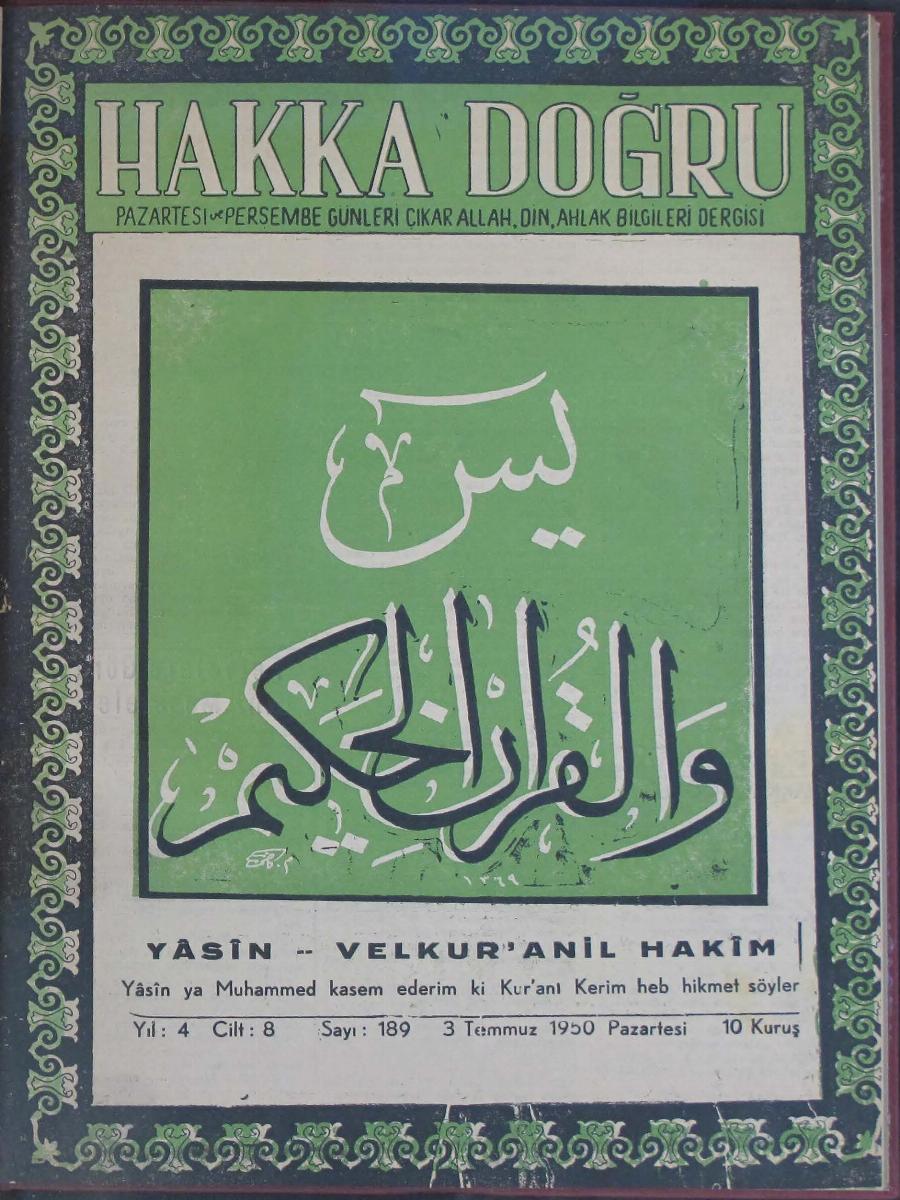 HAKKA DOĞRU
PAZARTESI ve PERŞEMBE GÜNLERİ ÇIKAR ALLAH, DİN, AHLAK BİLGİLERİ DERGİSİ
يس
والقران الحكيم
١٣٦٩
YÂSÎN -- VELKUR'ANİL HAKÎM
Yâsîn ya Muhammed kasem ederim ki Kur'anı Kerim heb hikmet söyler
Yıl: 4 Cilt: 8 Sayı: 189 3 Temmuz 1950 Pazartesi 10 Kuruş